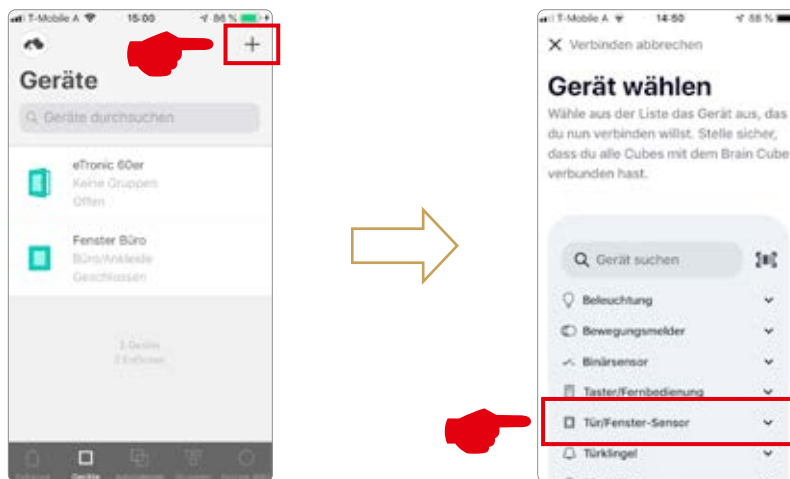 T-Mobile A
15:00
86 %
Geräte
Geräte durchsuchen
eTronic 60er
Keine Gruppen
Offen
Fenster Büro
Büro/Ankleide
Geschlossen
Geräte
T-Mobile A
14:50
88 %
Verbinden abbrechen
Gerät wählen
Wähle aus der Liste das Gerät aus, das
du nun verbinden willst. Stelle sicher,
dass du alle Cubes mit dem Brain Cube
verbunden hast.
Gerät suchen
Beleuchtung
Bewegungsmelder
Binärsensor
Taster/Fernbedienung
Tür/Fenster-Sensor
Türklingel